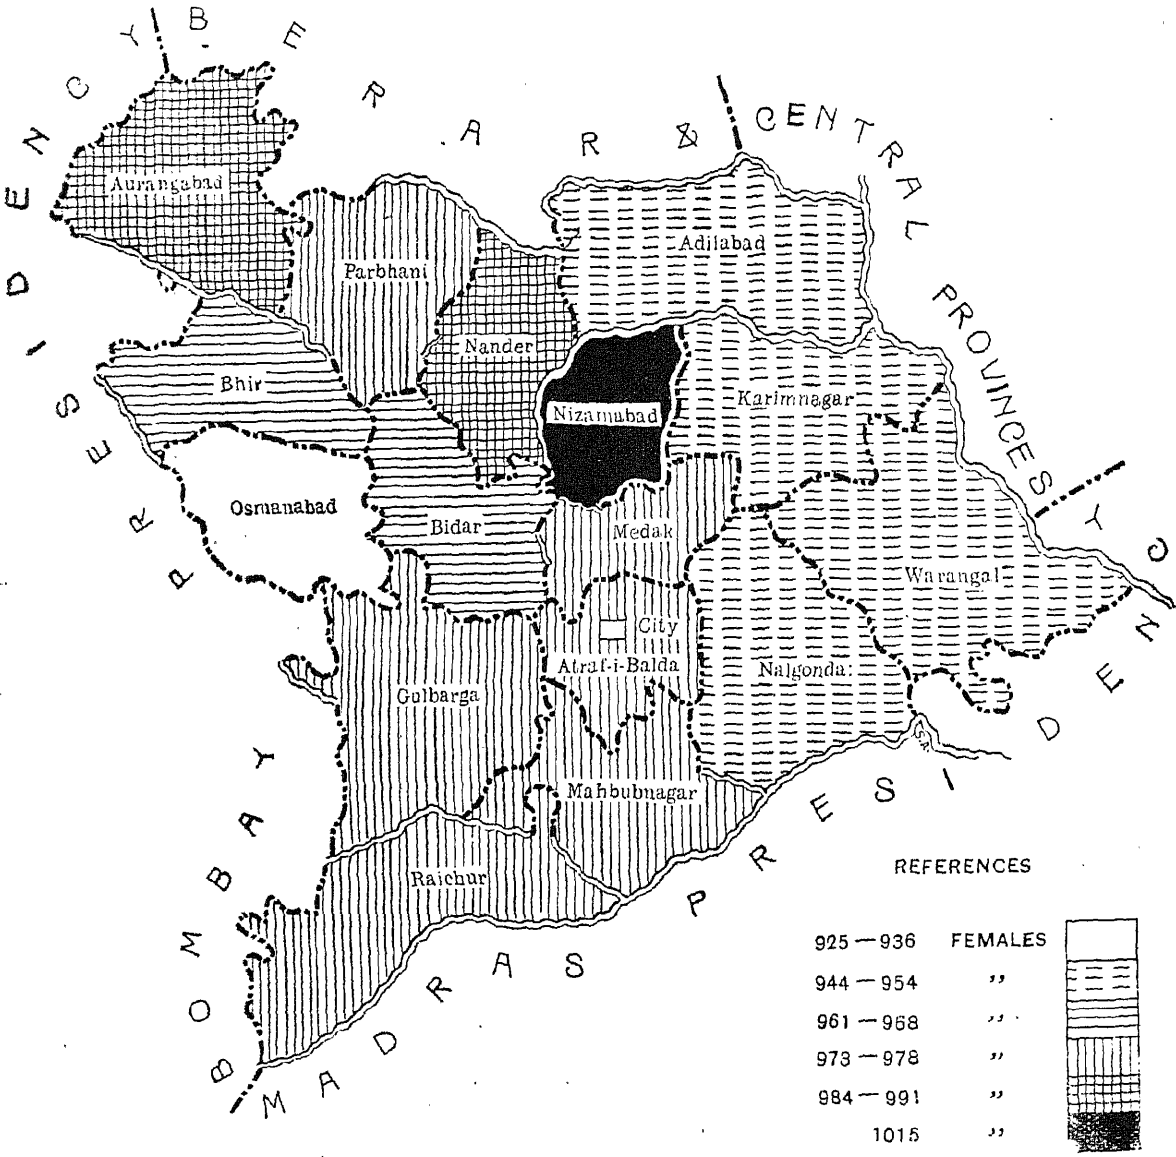 BOMBAY PRESIDENCY
BERAR & CENTRAL PROVINCES
MADRAS PRESIDENCY
Aurangabad
Parbhani
Adilabad
Nander
Bhir
Nizamabad
Karimnagar
Osmanabad
Bidar
Medak
Warangal
City
Atraf-i-Balda
Nalgonda
Gulbarga
Mahbubnagar
Raichur
REFERENCES
925—936 FEMALES
944—954 ,,
961—968 ,,
973—978 ,,
984—991 ,,
1015 ,,